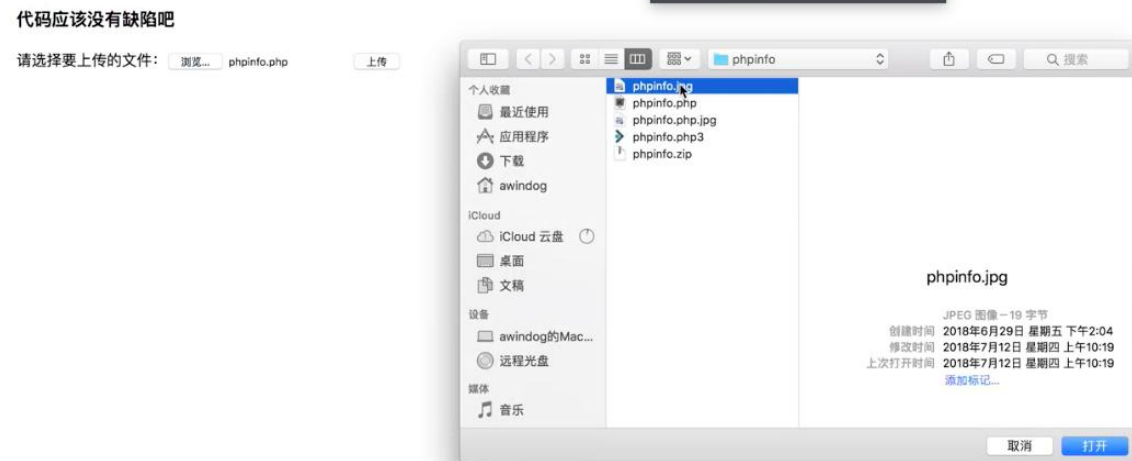 代码应该没有缺陷吧
请选择要上传的文件： 浏览... phpinfo.php 上传
phpinfo
搜索
个人收藏
最近使用
应用程序
下载
awindog
iCloud
iCloud 云盘
桌面
文稿
设备
awindog的Mac...
远程光盘
媒体
音乐
phpinfo.jpg
phpinfo.php
phpinfo.php.jpg
phpinfo.php3
phpinfo.zip
phpinfo.jpg
JPEG 图像－19 字节
创建时间 2018年6月29日 星期五 下午2:04
修改时间 2018年7月12日 星期四 上午10:19
上次打开时间 2018年7月12日 星期四 上午10:19
添加标记...
取消 打开